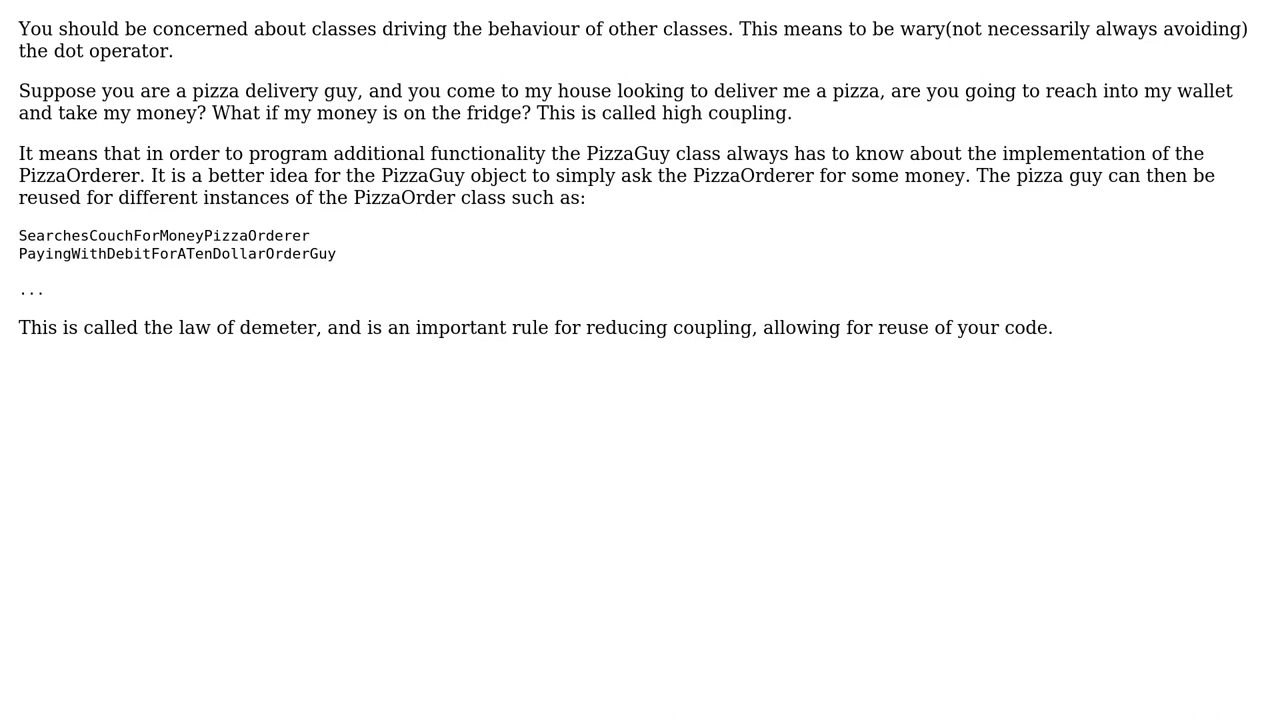 You should be concerned about classes driving the behaviour of other classes. This means to be wary(not necessarily always avoiding)
the dot operator.
Suppose you are a pizza delivery guy, and you come to my house looking to deliver me a pizza, are you going to reach into my wallet
and take my money? What if my money is on the fridge? This is called high coupling.
It means that in order to program additional functionality the PizzaGuy class always has to know about the implementation of the
PizzaOrderer. It is a better idea for the PizzaGuy object to simply ask the PizzaOrderer for some money. The pizza guy can then be
reused for different instances of the PizzaOrder class such as:
SearchesCouchForMoneyPizzaOrderer
PayingWithDebitForATenDollarOrderGuy
...
This is called the law of demeter, and is an important rule for reducing coupling, allowing for reuse of your code.